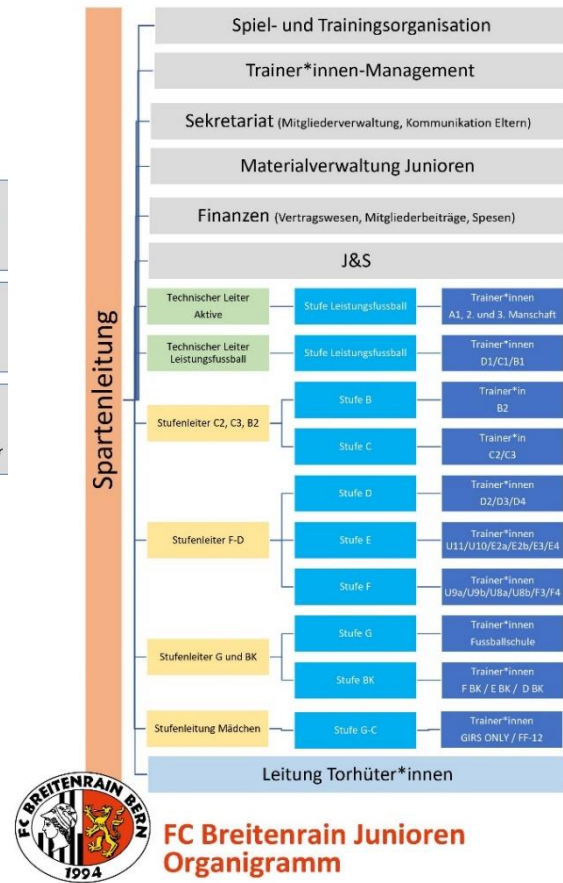 Spartenleitung
Spiel- und Trainingsorganisation
Trainer*innen-Management
Sekretariat (Mitgliederverwaltung, Kommunikation Eltern)
Materialverwaltung Junioren
Finanzen (Vertragswesen, Mitgliederbeiträge, Spesen)
J&S
Technischer Leiter
Aktive
Stufe Leistungsfussball
Trainer*innen
A1, 2. und 3. Manschaft
Technischer Leiter
Leistungsfussball
Stufe Leistungsfussball
Trainer*innen
D1/C1/B1
Stufenleiter C2, C3, B2
Stufe B
Trainer*in
B2
Stufe C
Trainer*in
C2/C3
Stufenleiter F-D
Stufe D
Trainer*innen
D2/D3/D4
Stufe E
Trainer*innen
U11/U10/E2a/E2b/E3/E4
Stufe F
Trainer*innen
U9a/U9b/U8a/U8b/F3/F4
Stufenleiter G und BK
Stufe G
Trainer*innen
Fussballschule
Stufe BK
Trainer*innen
F BK / E BK / D BK
Stufenleitung Mädchen
Stufe G-C
Trainer*innen
GIRS ONLY / FF-12
Leitung Torhüter*innen
FC BREITENRAIN BERN
1994
FC Breitenrain Junioren
Organigramm